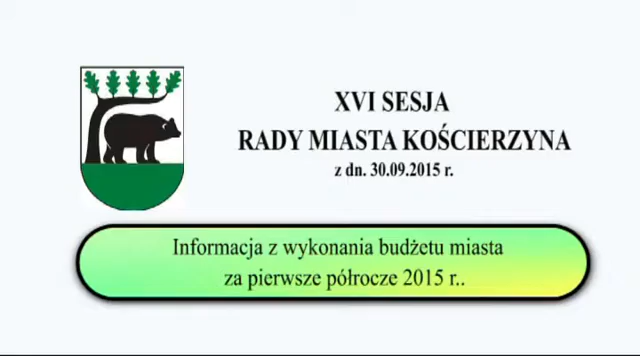 XVI SESJA
RADY MIASTA KOŚCIERZYNA
z dn. 30.09.2015 r.
Informacja z wykonania budżetu miasta
za pierwsze półrocze 2015 r..